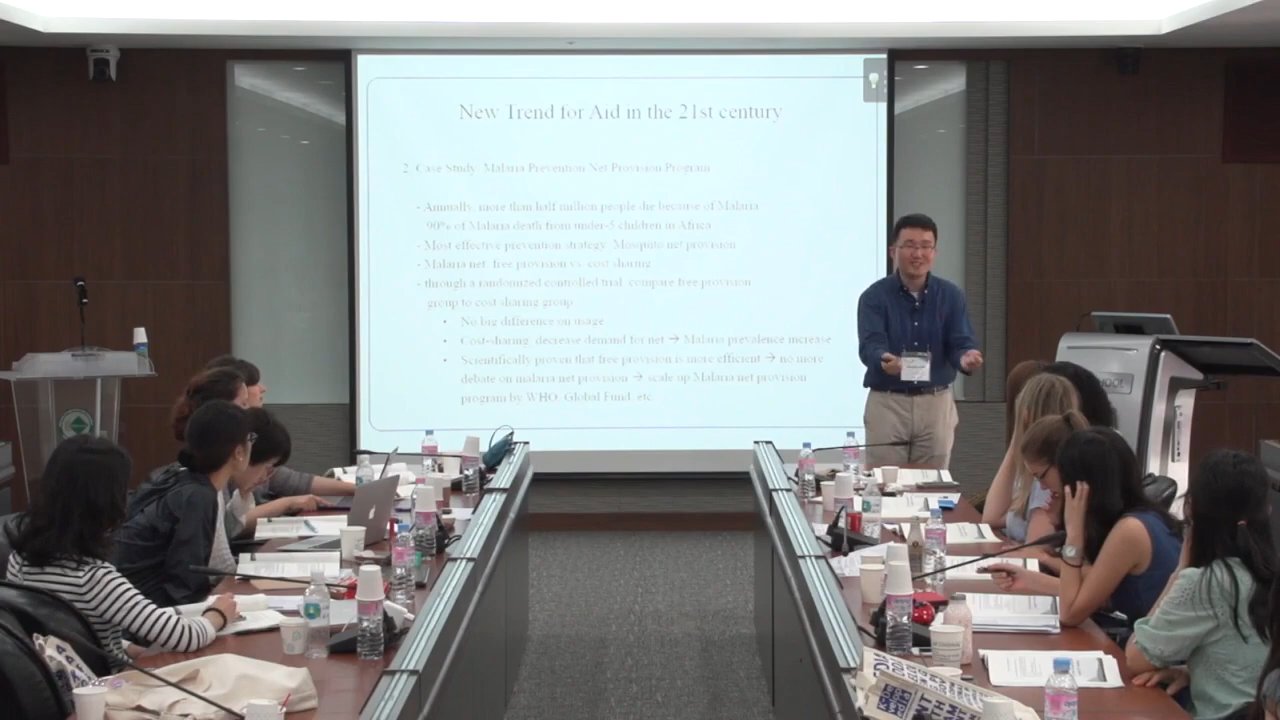 New Trend for Aid in the 21st century
2. Case Study: Malaria Prevention Net Provision Program
- Annually, more than half million people die because of Malaria
90% of Malaria death from under-5 children in Africa
- Most effective prevention strategy: Mosquito net provision
- Malaria net: free provision vs. cost sharing
- through a randomized controlled trial, compare free provision
group to cost sharing group
• No big difference on usage
• Cost-sharing: decrease demand for net → Malaria prevalence increase
• Scientifically proven that free provision is more efficient → no more
debate on malaria net provision → scale up Malaria net provision
program by WHO, Global Fund, etc